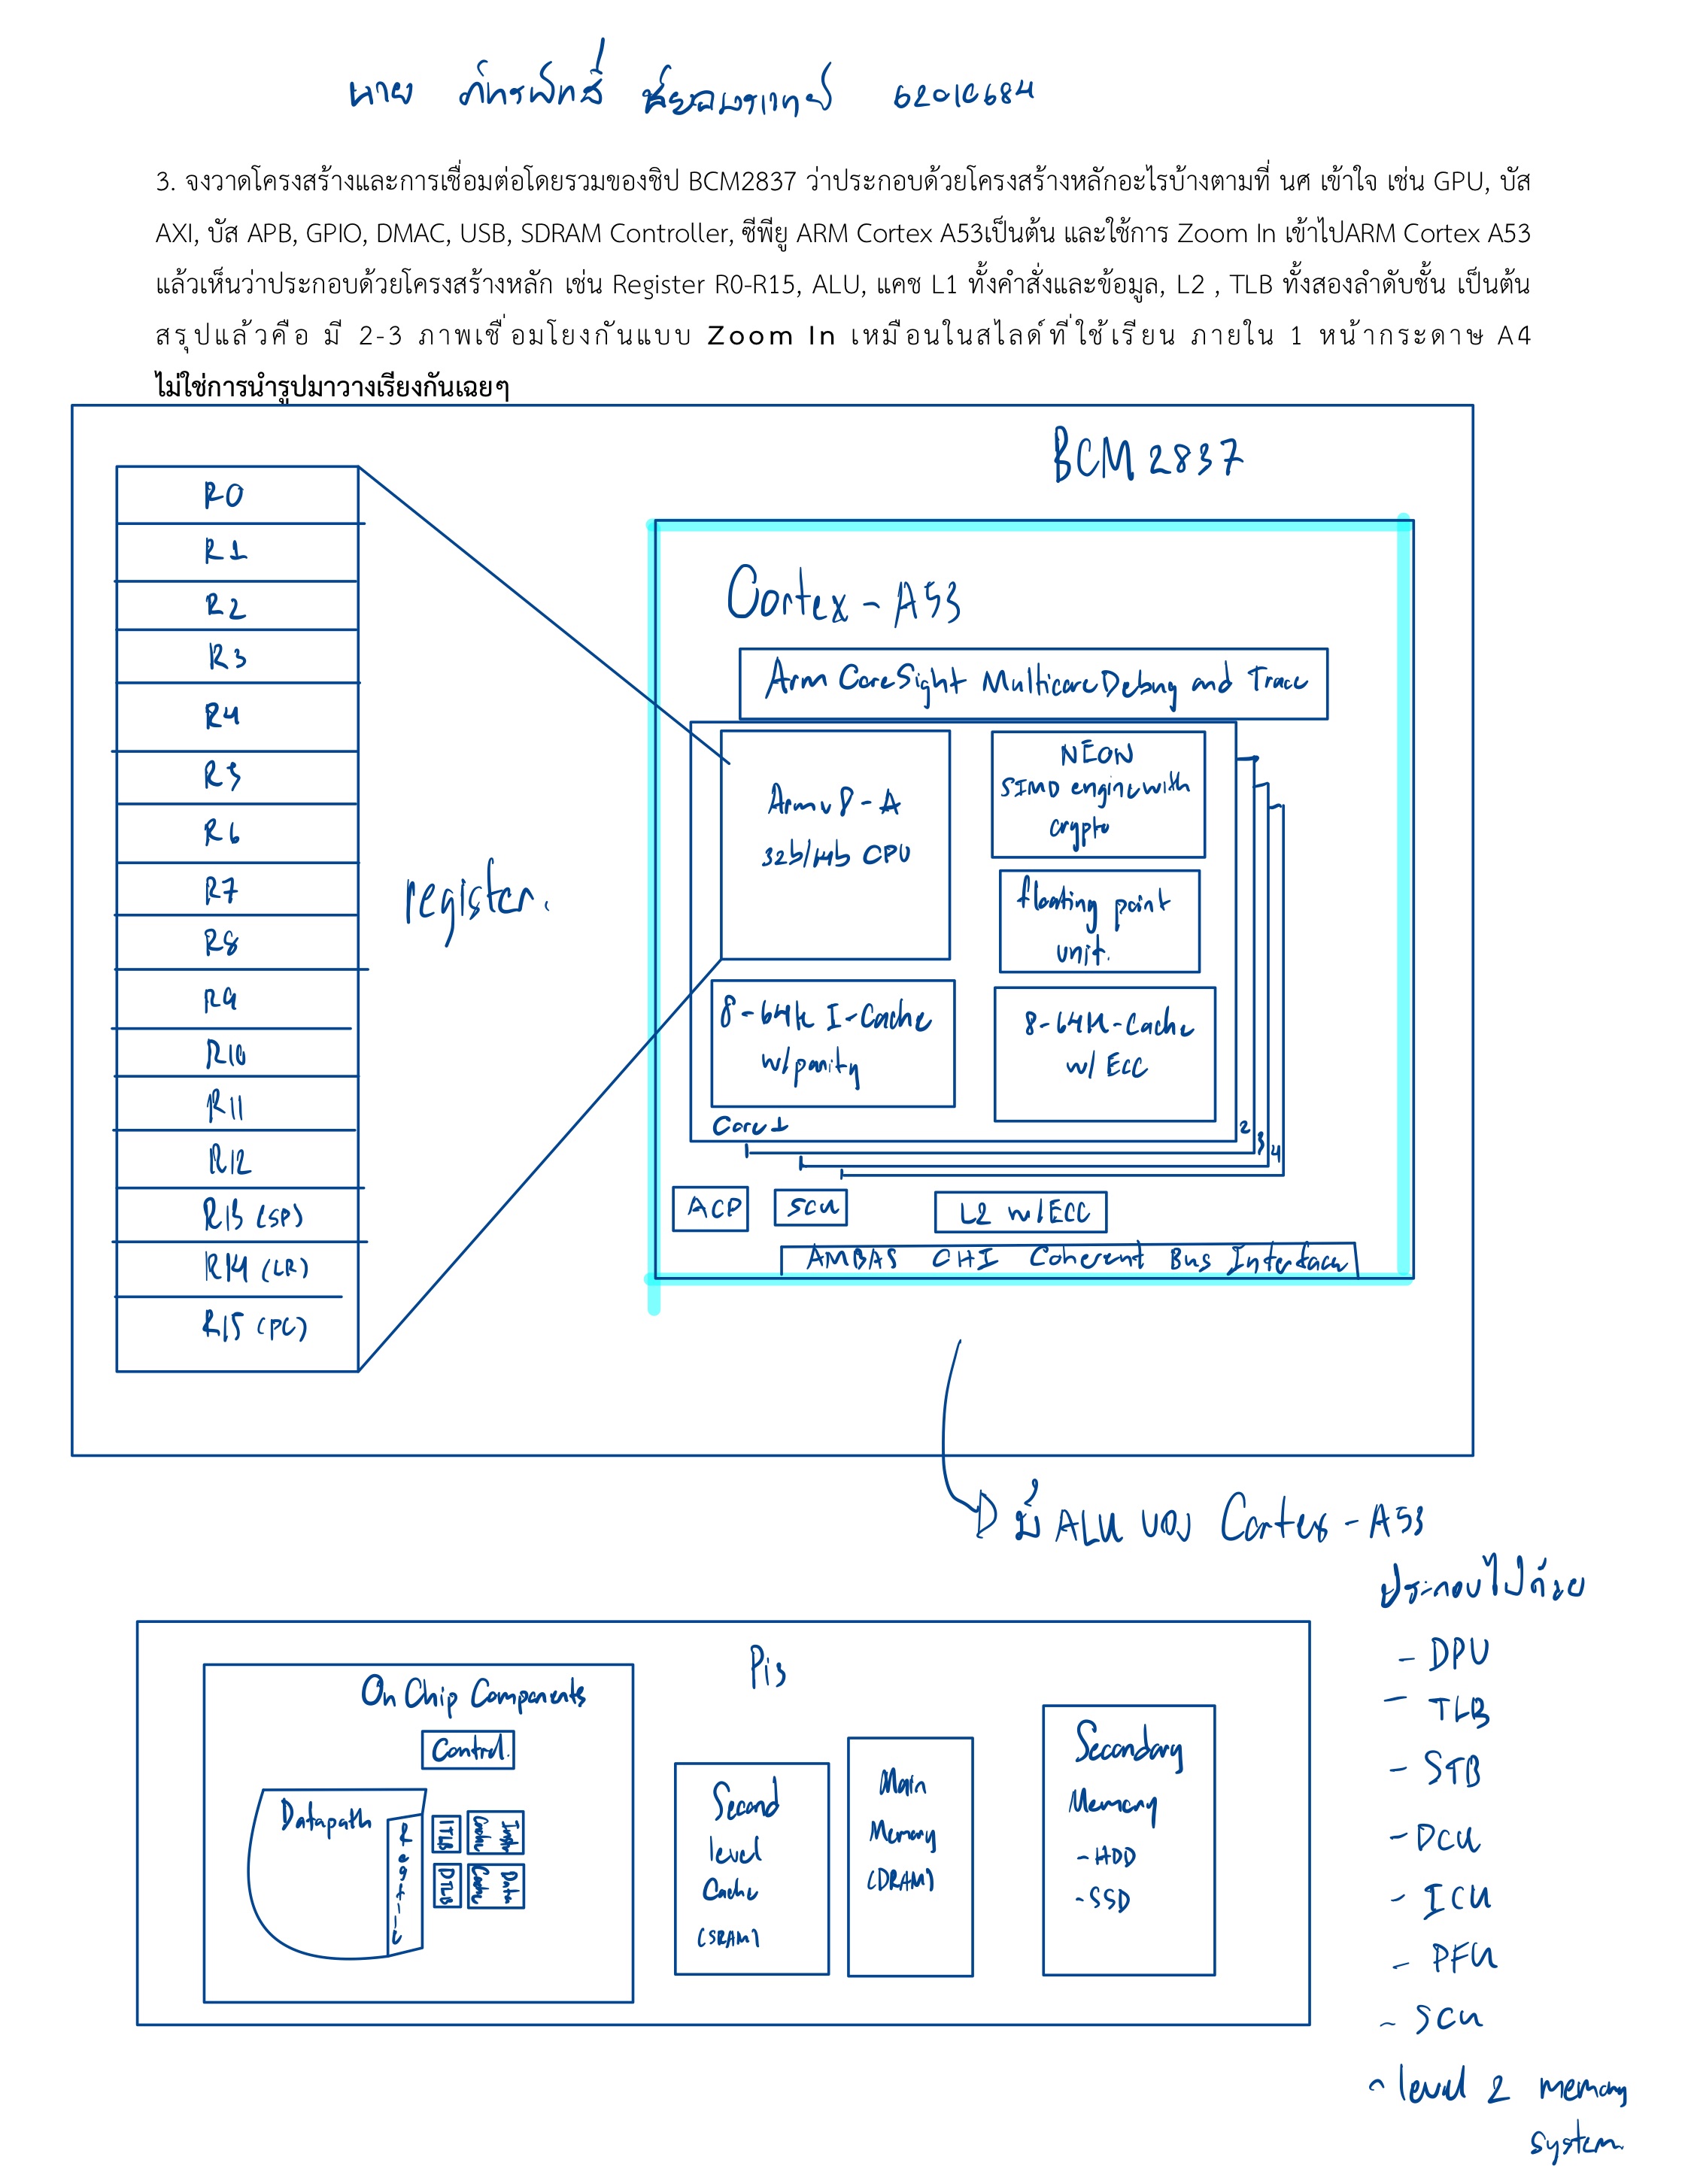 นาย ภัทรพิทสิ์ 62010684
3. จงวาดโครงสร้างและการเชื่อมต่อโดยรวมของชิป BCM2837 ว่าประกอบด้วยโครงสร้างหลักอะไรบ้างตามที่ นศ เข้าใจ เช่น GPU, บัส
AXI, บัส APB, GPIO, DMAC, USB, SDRAM Controller, ซีพียู ARM Cortex A53เป็นต้น และใช้การ Zoom In เข้าไปARM Cortex A53
แล้วเห็นว่าประกอบด้วยโครงสร้างหลัก เช่น Register R0-R15, ALU, แคช L1 ทั้งคำสั่งและข้อมูล, L2 , TLB ทั้งสองลำดับชั้น เป็นต้น
สรุปแล้วคือ มี 2-3 ภาพเชื่อมโยงกันแบบ Zoom In เหมือนในสไลด์ที่ใช้เรียน ภายใน 1 หน้ากระดาษ A4
ไม่ใช่การนำรูปมาวางเรียงกันเฉยๆ
BCM 2837
R0
R1
R2
R3
R4
R5
R6
R7
R8
R9
R10
R11
R12
R13 (SP)
R14 (LR)
R15 (PC)
register.
Cortex - A53
Arm CoreSight Multicore Debug and Trace
Armv8-A
32b/64b CPU
NEON
SIMD engine with
crypto
floating point
unit.
8-64k I-Cache
w/parity
8-64K-Cache
w/ ECC
Core 1
2
3
4
ACP
SCU
L2 w/ECC
AMBA5 CHI Coherent Bus Interface
มี ALU ของ Cortex - A53
ประกอบไปด้วย
- DPU
- TLB
- STB
- DCU
- ICU
- PFU
- SCU
- level 2 memory
system
Pi3
On Chip Components
Control.
Datapath
ITLB
Instr
Cache
DTLB
Data
Cache
Second
level
Cache
(SRAM)
Main
Memory
(DRAM)
Secondary
Memory
- HDD
- SSD